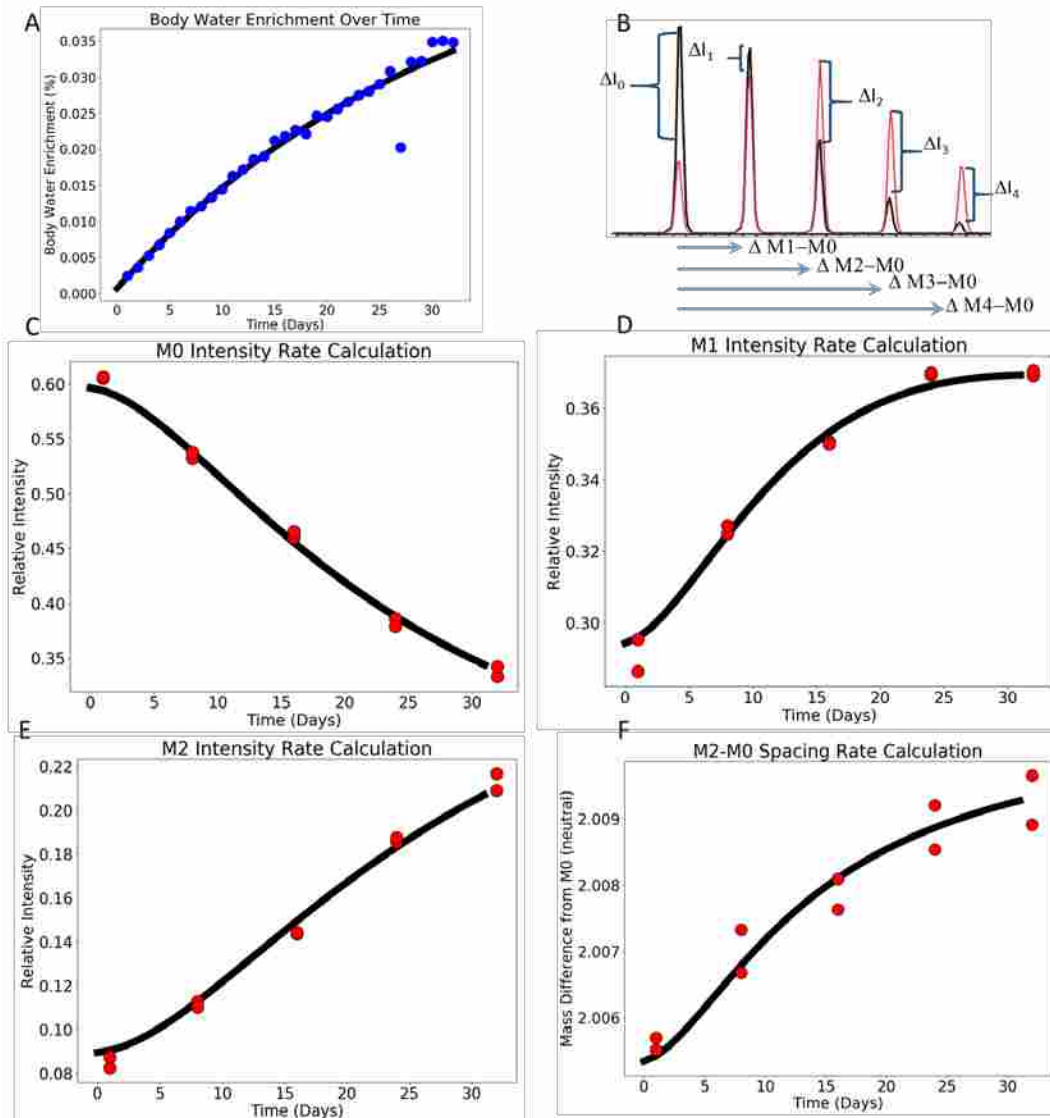 A
Body Water Enrichment Over Time
Body Water Enrichment (%)
0.035
0.030
0.025
0.020
0.015
0.010
0.005
0.000
0 5 10 15 20 25 30
Time (Days)
B
ΔI0
ΔI1
ΔI2
ΔI3
ΔI4
Δ M1–M0
Δ M2–M0
Δ M3–M0
Δ M4–M0
C
M0 Intensity Rate Calculation
Relative Intensity
0.60
0.55
0.50
0.45
0.40
0.35
0 5 10 15 20 25 30
Time (Days)
D
M1 Intensity Rate Calculation
Relative Intensity
0.36
0.34
0.32
0.30
0 5 10 15 20 25 30
Time (Days)
E
M2 Intensity Rate Calculation
Relative Intensity
0.22
0.20
0.18
0.16
0.14
0.12
0.10
0.08
0 5 10 15 20 25 30
Time (Days)
F
M2-M0 Spacing Rate Calculation
Mass Difference from M0 (neutral)
2.009
2.008
2.007
2.006
0 5 10 15 20 25 30
Time (Days)